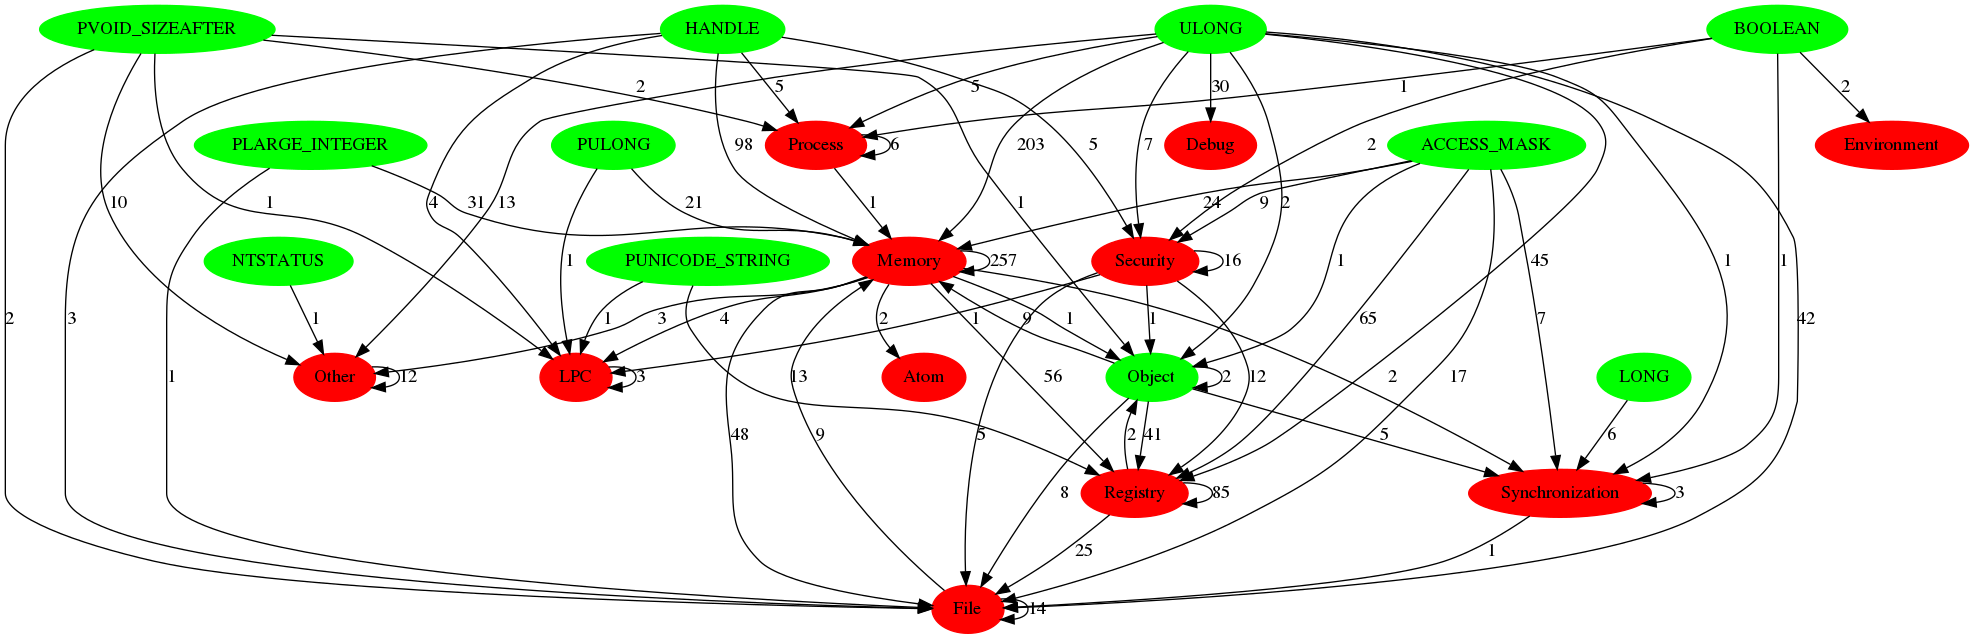 PVOID_SIZEAFTER HANDLE ULONG BOOLEAN
2 5 5 30 1 2
PLARGE_INTEGER PULONG Process 6 98 203 5 7 Debug 2 ACCESS_MASK Environment
10 1 4 31 13 21 1 1 2 24 9
NTSTATUS 1 PUNICODE_STRING Memory 257 Security 16 1 65 45 7 1 1
2 3 1 1 3 4 2 9 1 1 1 42
Other 12 LPC 3 Atom Object 2 LONG
1 13 56 12 2 17
48 9 5 2 41 5 6
Registry 85 Synchronization 3
8
25 1
File 14